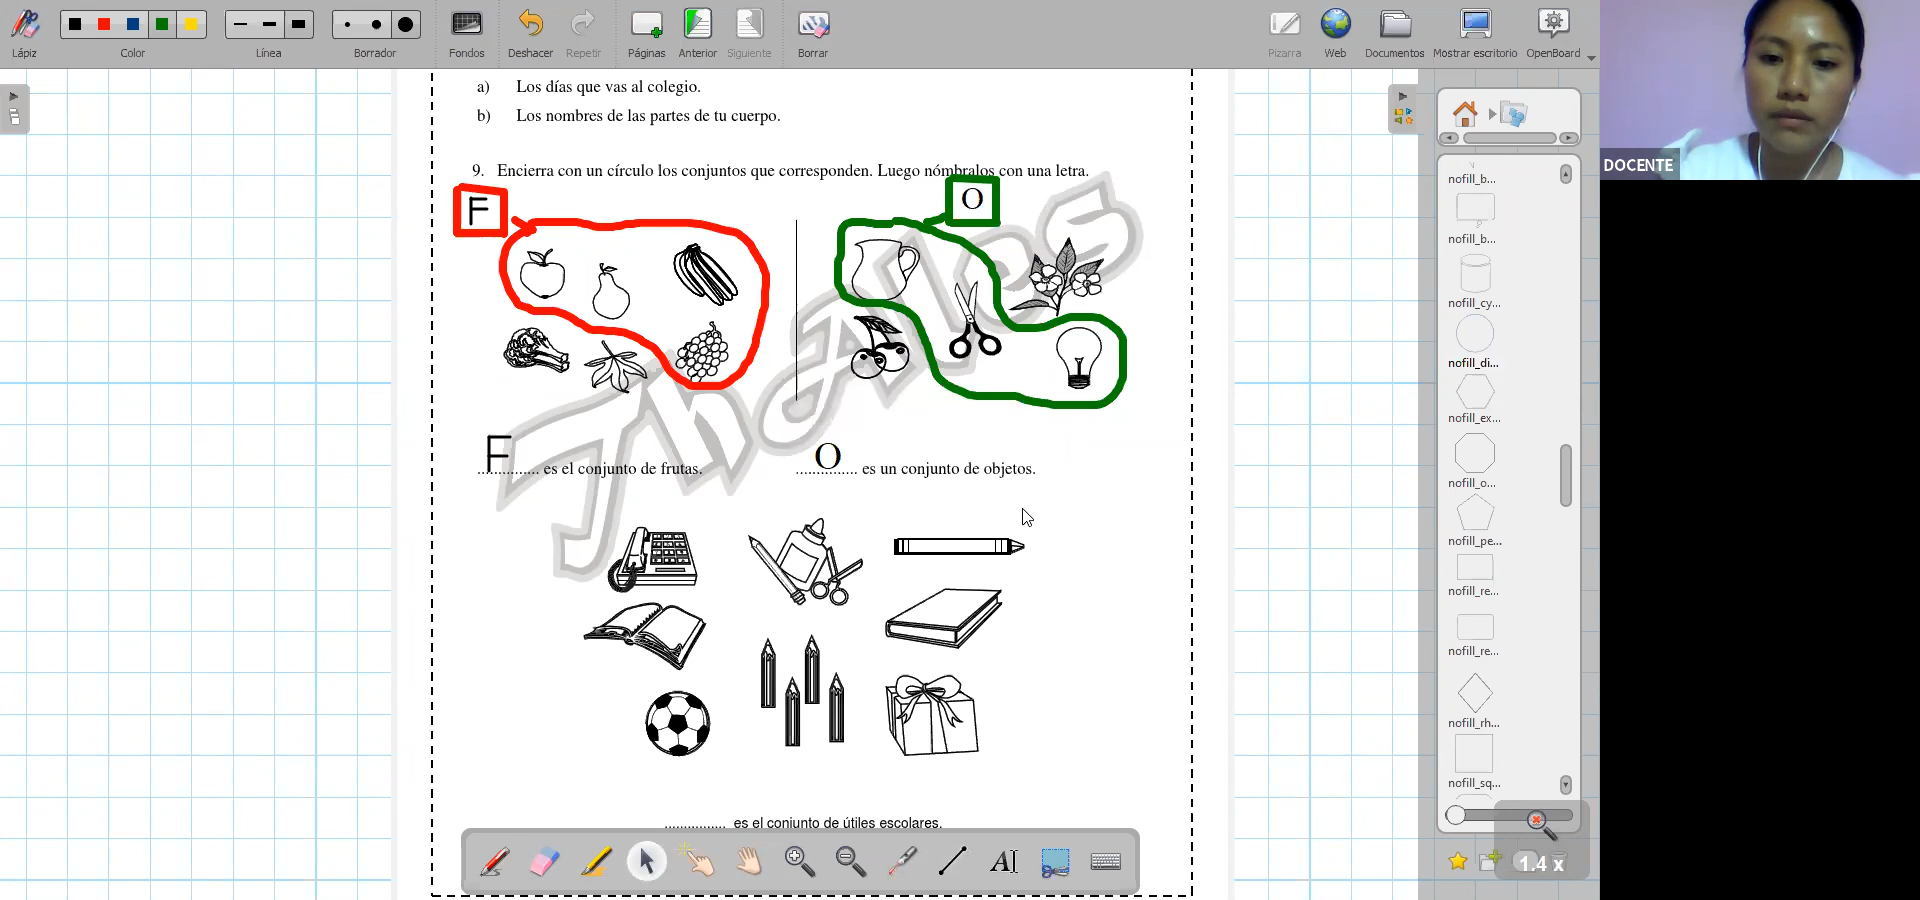 Lápiz
Color
Línea
Borrador
Fondos
Deshacer
Repetir
Páginas
Anterior
Siguiente
Borrar
Pizarra
Web
Documentos
Mostrar escritorio
OpenBoard
DOCENTE
a) Los días que vas al colegio.
b) Los nombres de las partes de tu cuerpo.
9. Encierra con un círculo los conjuntos que corresponden. Luego nómbralos con una letra.
F
O
Thales
F
............... es el conjunto de frutas.
O
............... es un conjunto de objetos.
............... es el conjunto de útiles escolares.
nofill_b...
nofill_b...
nofill_cy...
nofill_di...
nofill_ex...
nofill_o...
nofill_pe...
nofill_re...
nofill_re...
nofill_rh...
nofill_sq...
AI
1.4 x